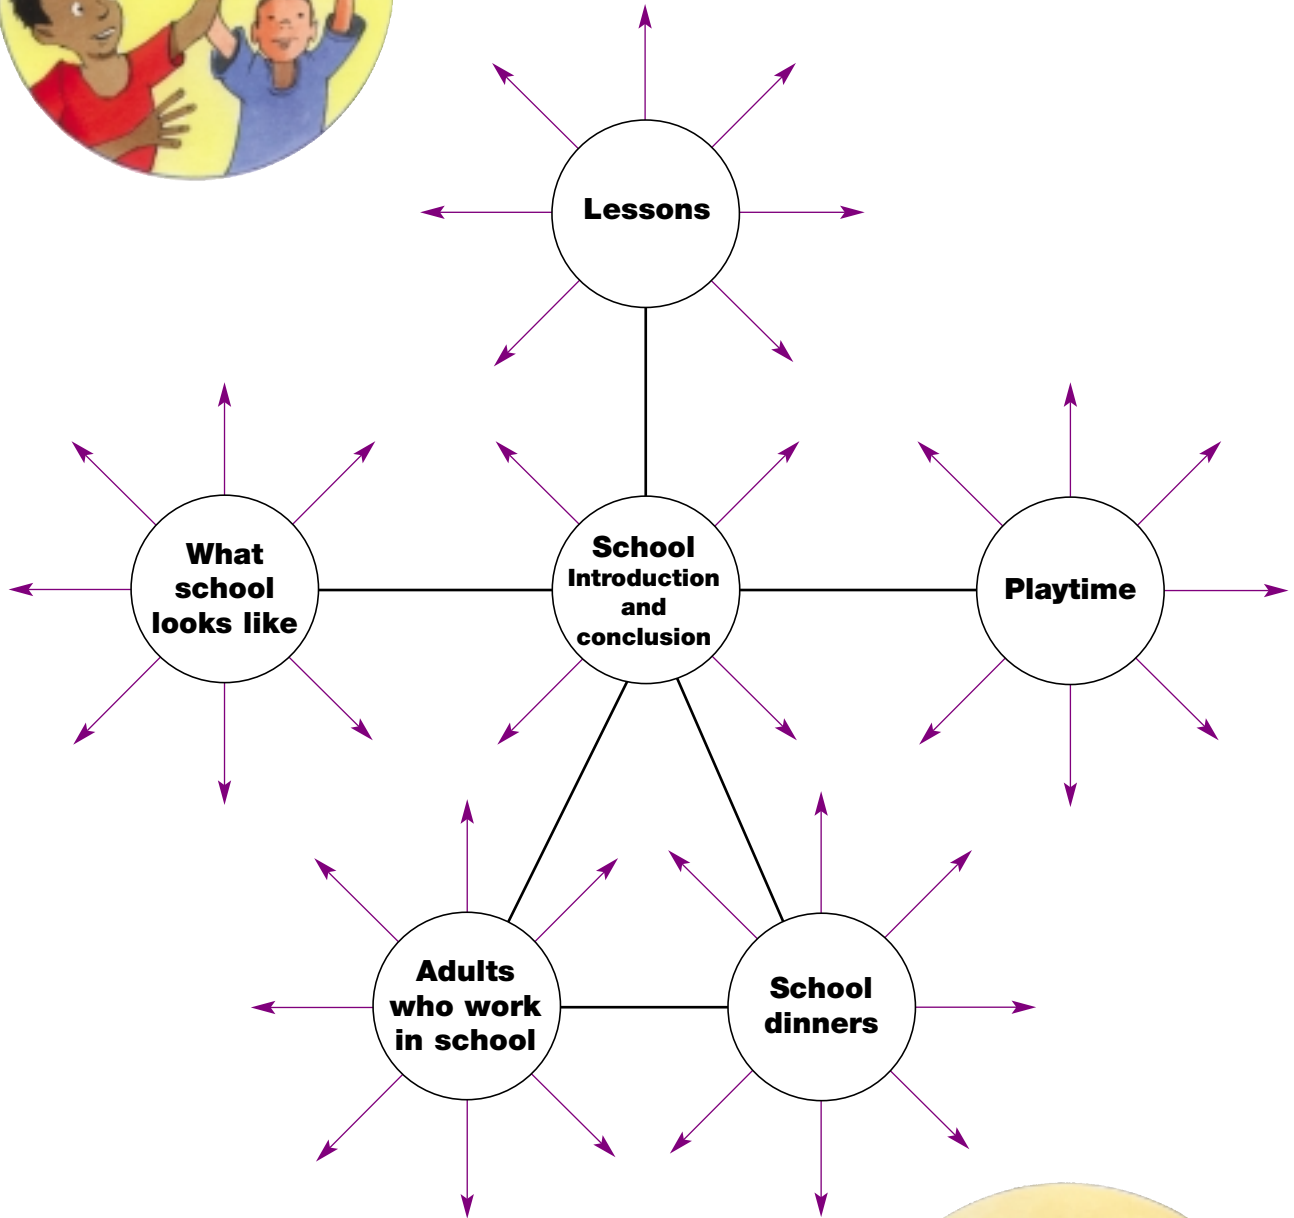 Lessons
What
school
looks like
School
Introduction
and
conclusion
Playtime
Adults
who work
in school
School
dinners